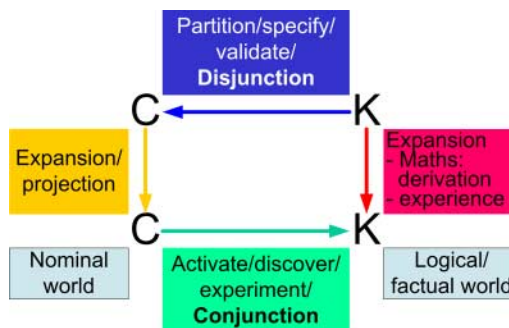 Partition/specify/
validate/
Disjunction
C
K
Expansion/
projection
Expansion
- Maths:
derivation
- experience
C
K
Nominal
world
Activate/discover/
experiment/
Conjunction
Logical/
factual world